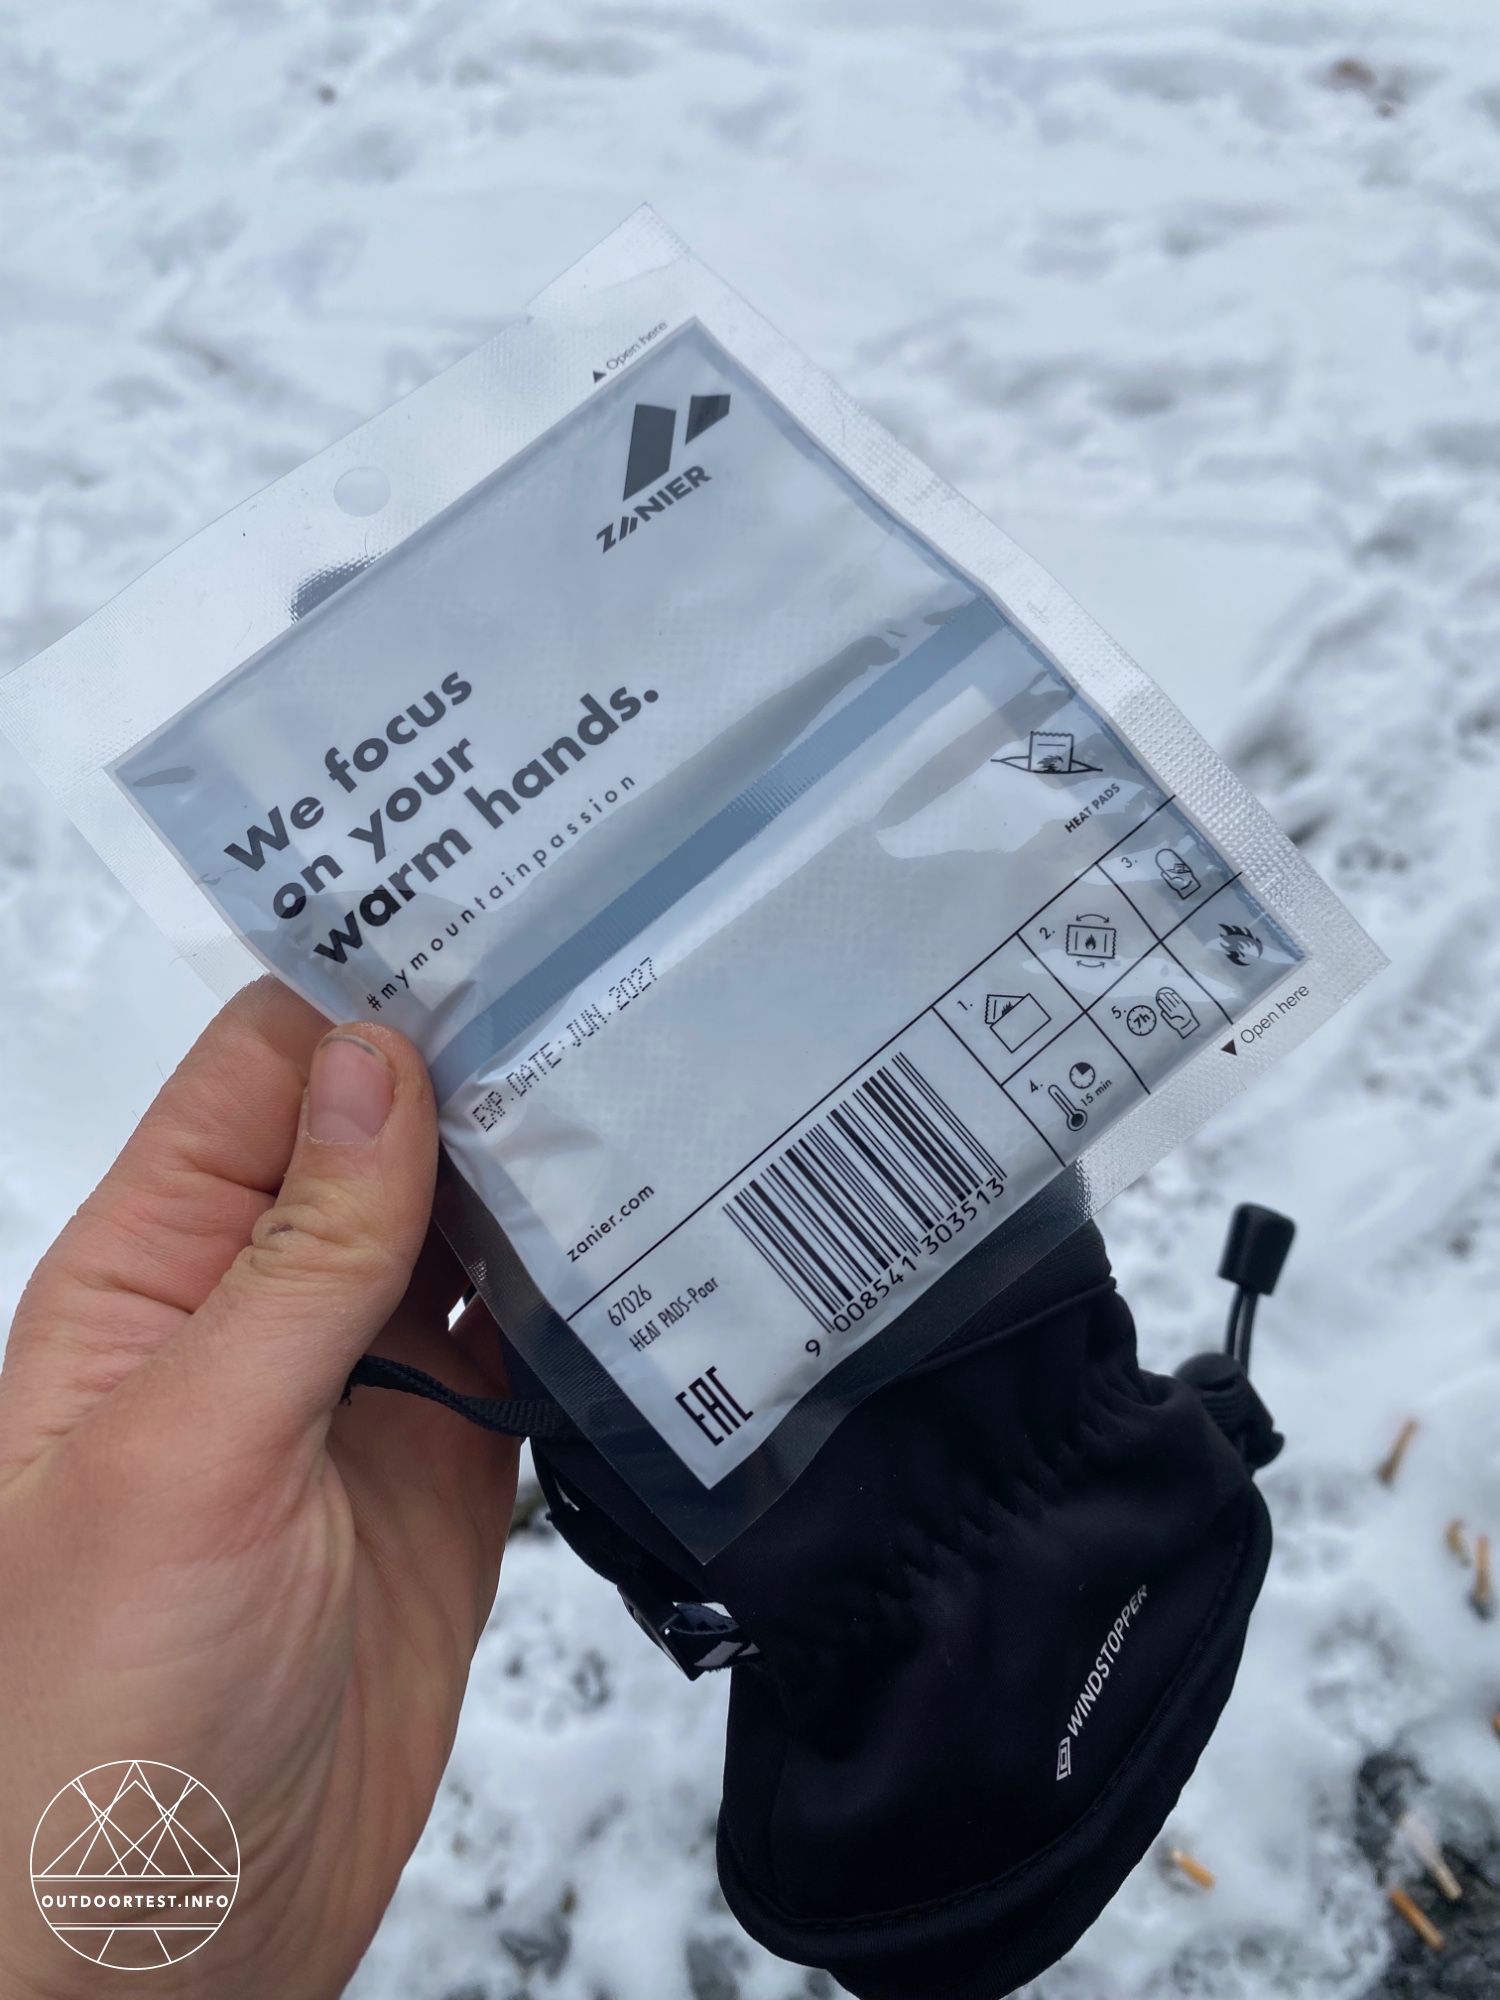 ▲ Open here
ZANIER
We focus
on your
warm hands.
#mymountainpassion
EXP.DATE:JUN.2027
HEAT PADS
1.
2.
3.
4.
15 min
5.
7h
▼ Open here
zanier.com
67026
HEAT PADS-Paar
9 008541 303513
EAC
WINDSTOPPER
OUTDOORTEST.INFO